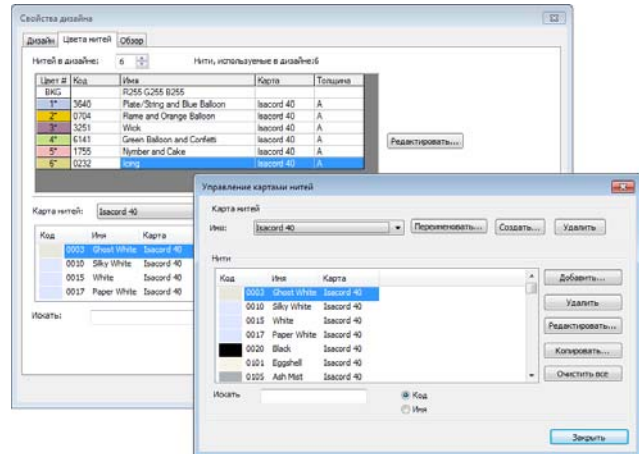 Свойства дизайна
Дизайн Цвета нитей Обзор
Нитей в дизайне: 6 Нити, используемые в дизайне:6
Цвет # Код Имя Карта Толщина
BKG R255 G255 B255
1* 3640 Plate/String and Blue Balloon Isacord 40 A
2* 0704 Flame and Orange Balloon Isacord 40 A
3* 3251 Wick Isacord 40 A
4* 6141 Green Balloon and Confetti Isacord 40 A
5* 1755 Nymber and Cake Isacord 40 A
6* 0232 Icing Isacord 40 A
Редактировать...
Карта нитей: Isacord 40
Код Имя Карта
0003 Ghost White Isacord 40
0010 Silky White Isacord 40
0015 White Isacord 40
0017 Paper White Isacord 40
Искать:
Управление картами нитей
Карта нитей
Имя: Isacord 40 Переименовать... Создать... Удалить
Нити
Код Имя Карта
0003 Ghost White Isacord 40
0010 Silky White Isacord 40
0015 White Isacord 40
0017 Paper White Isacord 40
0020 Black Isacord 40
0101 Eggshell Isacord 40
0105 Ash Mist Isacord 40
Добавить...
Удалить
Редактировать...
Копировать...
Очистить все
Искать Код
Имя
Закрыть